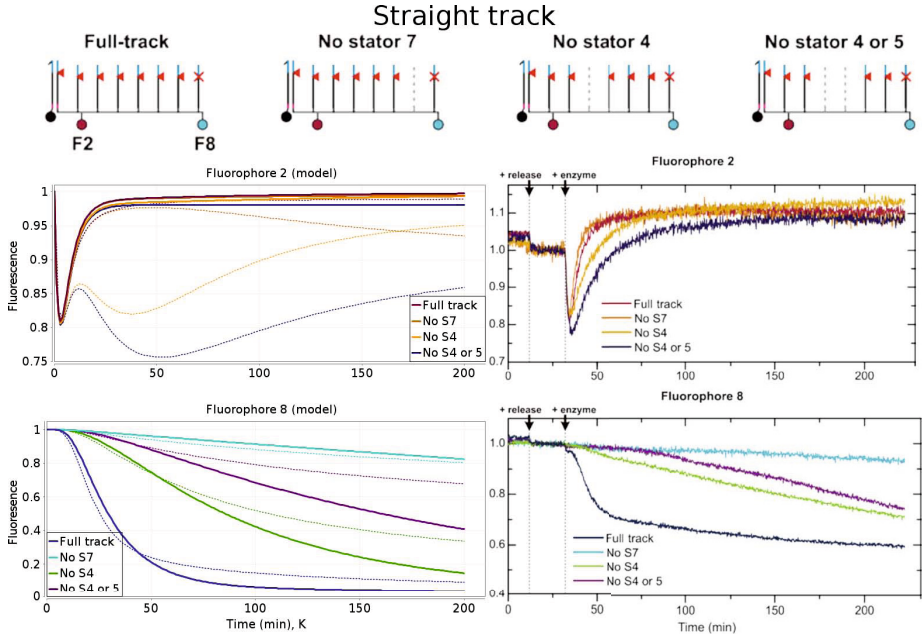 Straight track
Full-track
No stator 7
No stator 4
No stator 4 or 5
F2
F8
Fluorophore 2 (model)
1
0.95
0.9
0.85
0.8
0.75
Fluorescence
0
50
100
150
200
Full track
No S7
No S4
No S4 or 5
Fluorophore 2
+ release
+ enzyme
1.1
1.0
0.9
0.8
0.7
0
50
100
150
200
Full track
No S7
No S4
No S4 or 5
Fluorophore 8 (model)
1
0.8
0.6
0.4
0.2
0
Fluorescence
0
50
100
150
200
Time (min), K
Full track
No S7
No S4
No S4 or 5
Fluorophore 8
+ release
+ enzyme
1.0
0.8
0.6
0.4
0
50
100
150
200
Time (min)
Full track
No S7
No S4
No S4 or 5